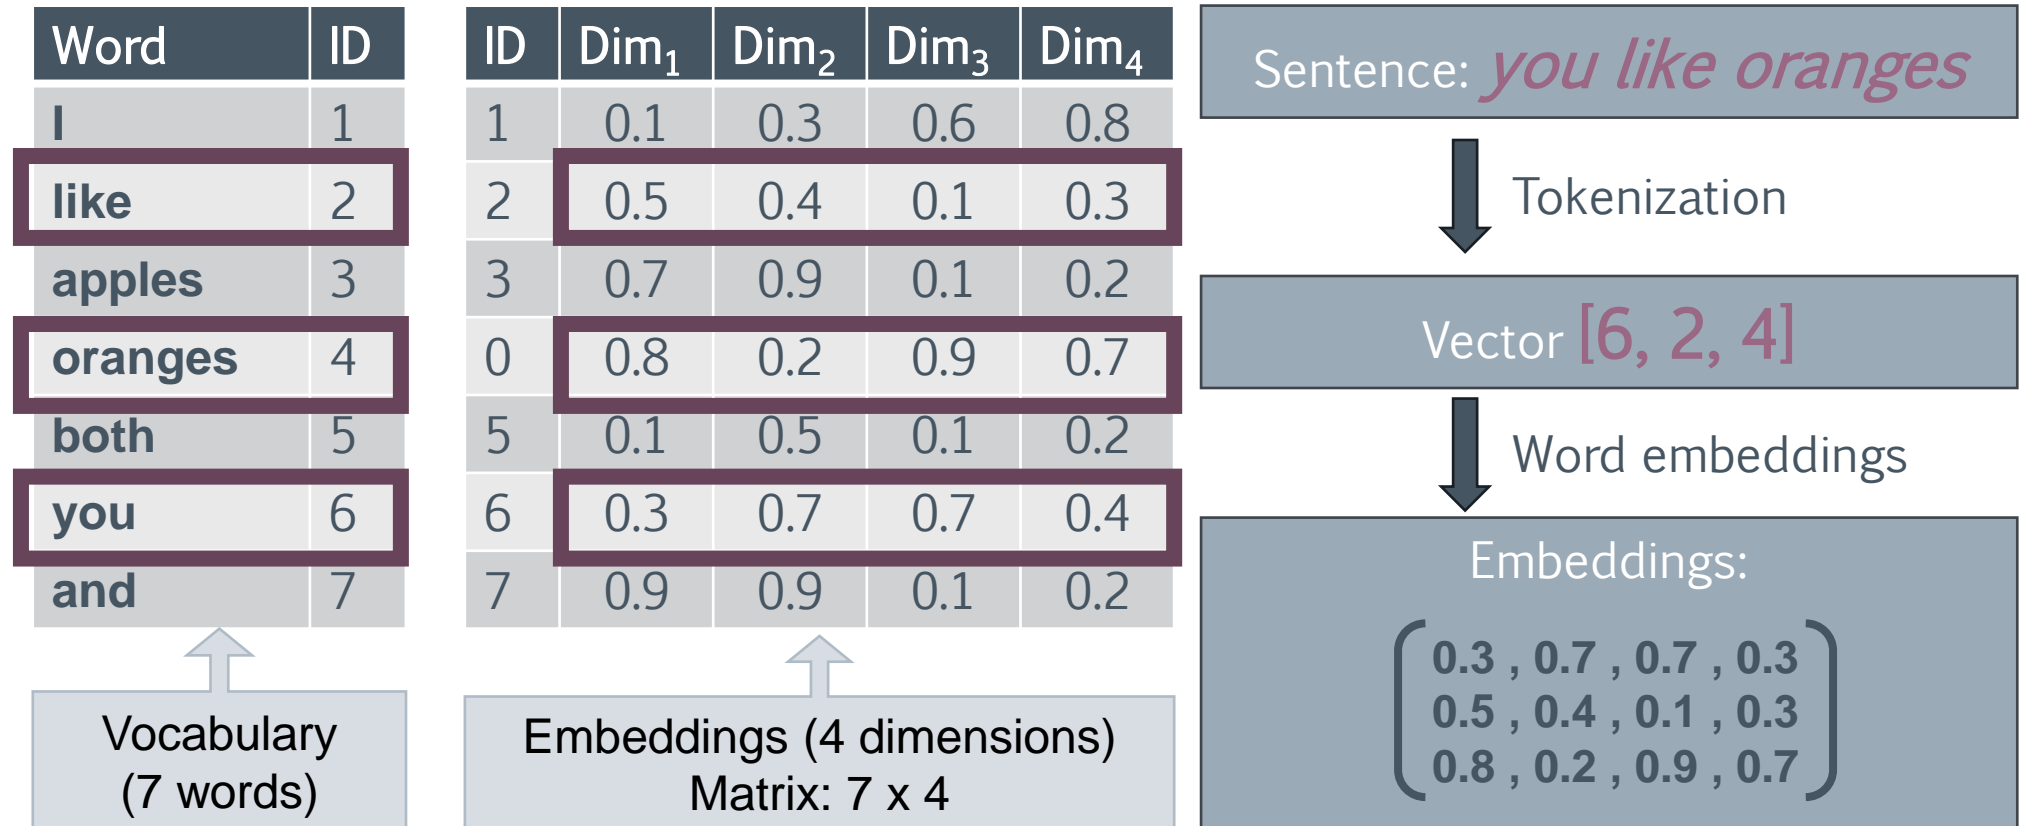 Word ID
I 1
like 2
apples 3
oranges 4
both 5
you 6
and 7
Vocabulary
(7 words)
ID Dim₁ Dim₂ Dim₃ Dim₄
1 0.1 0.3 0.6 0.8
2 0.5 0.4 0.1 0.3
3 0.7 0.9 0.1 0.2
0 0.8 0.2 0.9 0.7
5 0.1 0.5 0.1 0.2
6 0.3 0.7 0.7 0.4
7 0.9 0.9 0.1 0.2
Embeddings (4 dimensions)
Matrix: 7 x 4
Sentence: you like oranges
Tokenization
Vector [6, 2, 4]
Word embeddings
Embeddings:
0.3 , 0.7 , 0.7 , 0.3
0.5 , 0.4 , 0.1 , 0.3
0.8 , 0.2 , 0.9 , 0.7